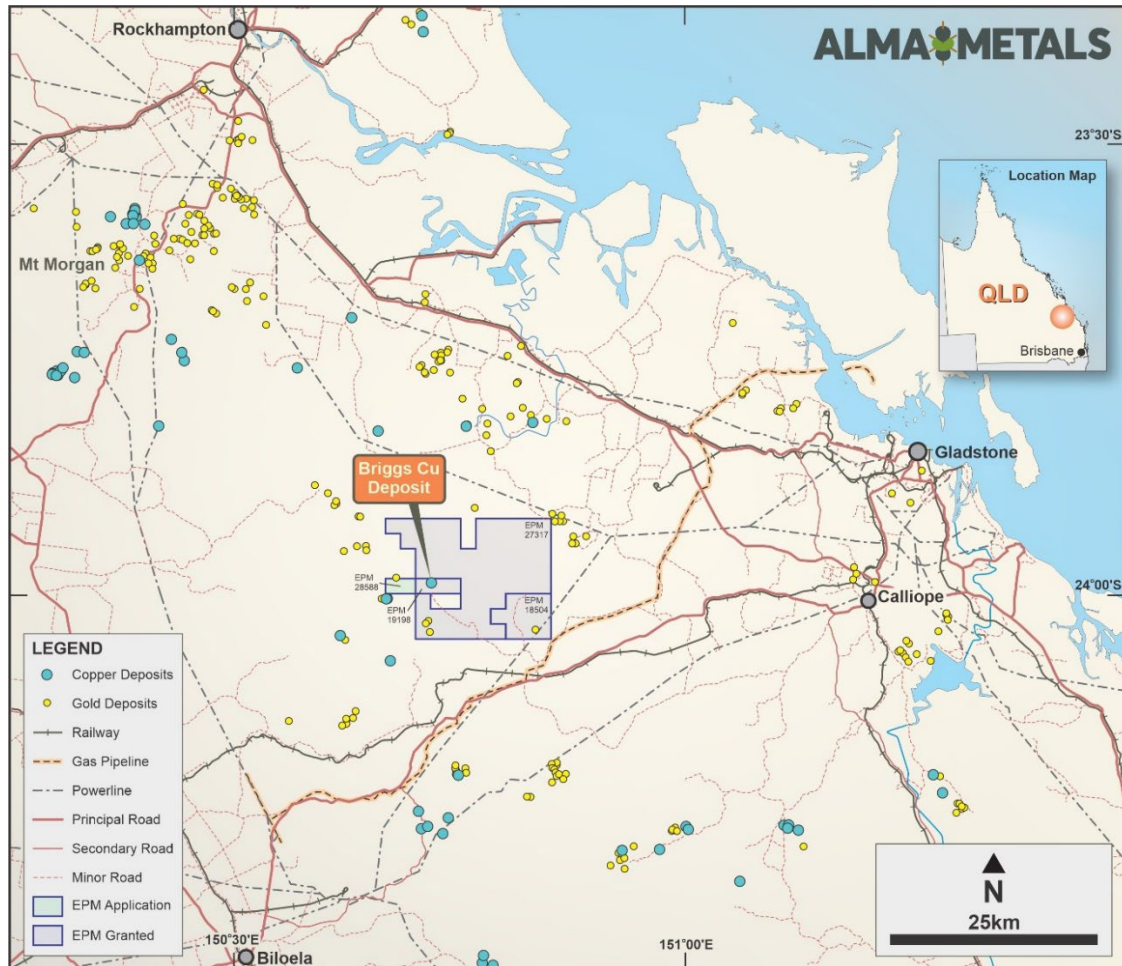 Rockhampton
ALMA METALS
23°30'S
Location Map
QLD
Brisbane
Mt Morgan
Gladstone
Briggs Cu
Deposit
EPM
27317
EPM
28588
EPM
19198
EPM
18504
24°00'S
Calliope
LEGEND
Copper Deposits
Gold Deposits
Railway
Gas Pipeline
Powerline
Principal Road
Secondary Road
Minor Road
EPM Application
EPM Granted
N
25km
150°30'E
151°00'E
Biloela